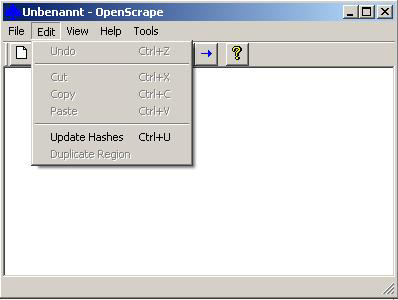 Unbenannt - OpenScrape
File Edit View Help Tools
Undo Ctrl+Z
Cut Ctrl+X
Copy Ctrl+C
Paste Ctrl+V
Update Hashes Ctrl+U
Duplicate Region
?